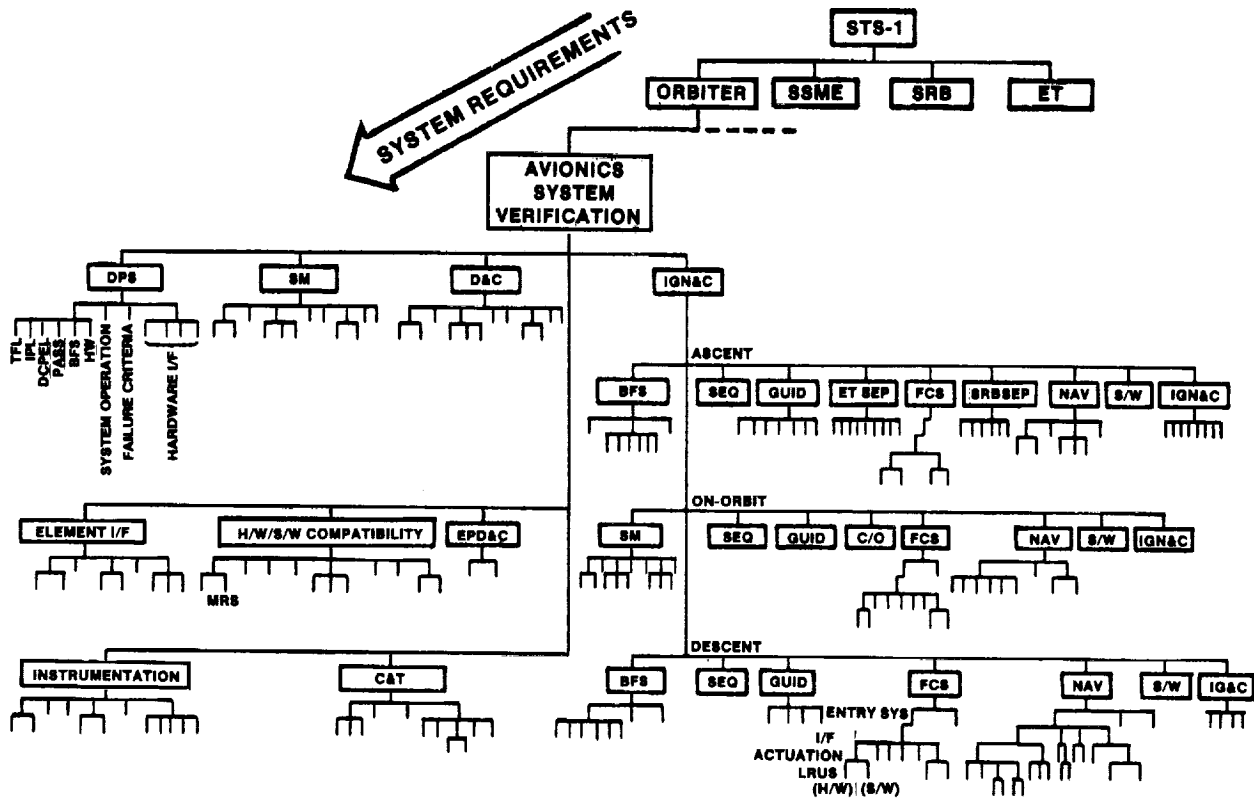 STS-1
SYSTEM REQUIREMENTS
ORBITER
SSME
SRB
ET
AVIONICS
SYSTEM
VERIFICATION
DPS
SM
D&C
IGN&C
TFL
IPL
DCPEL
PASS
BFS
HW
SYSTEM OPERATION
FAILURE CRITERIA
HARDWARE I/F
ASCENT
BFS
SEQ
GUID
ET SEP
FCS
SRBSEP
NAV
S/W
IGN&C
ELEMENT I/F
H/W/S/W COMPATIBILITY
EPD&C
MRS
ON-ORBIT
SM
SEQ
GUID
C/O
FCS
NAV
S/W
IGN&C
INSTRUMENTATION
C&T
DESCENT
BFS
SEQ
GUID
FCS
NAV
S/W
IG&C
ENTRY SYS
I/F
ACTUATION
LRUS
(H/W) (S/W)